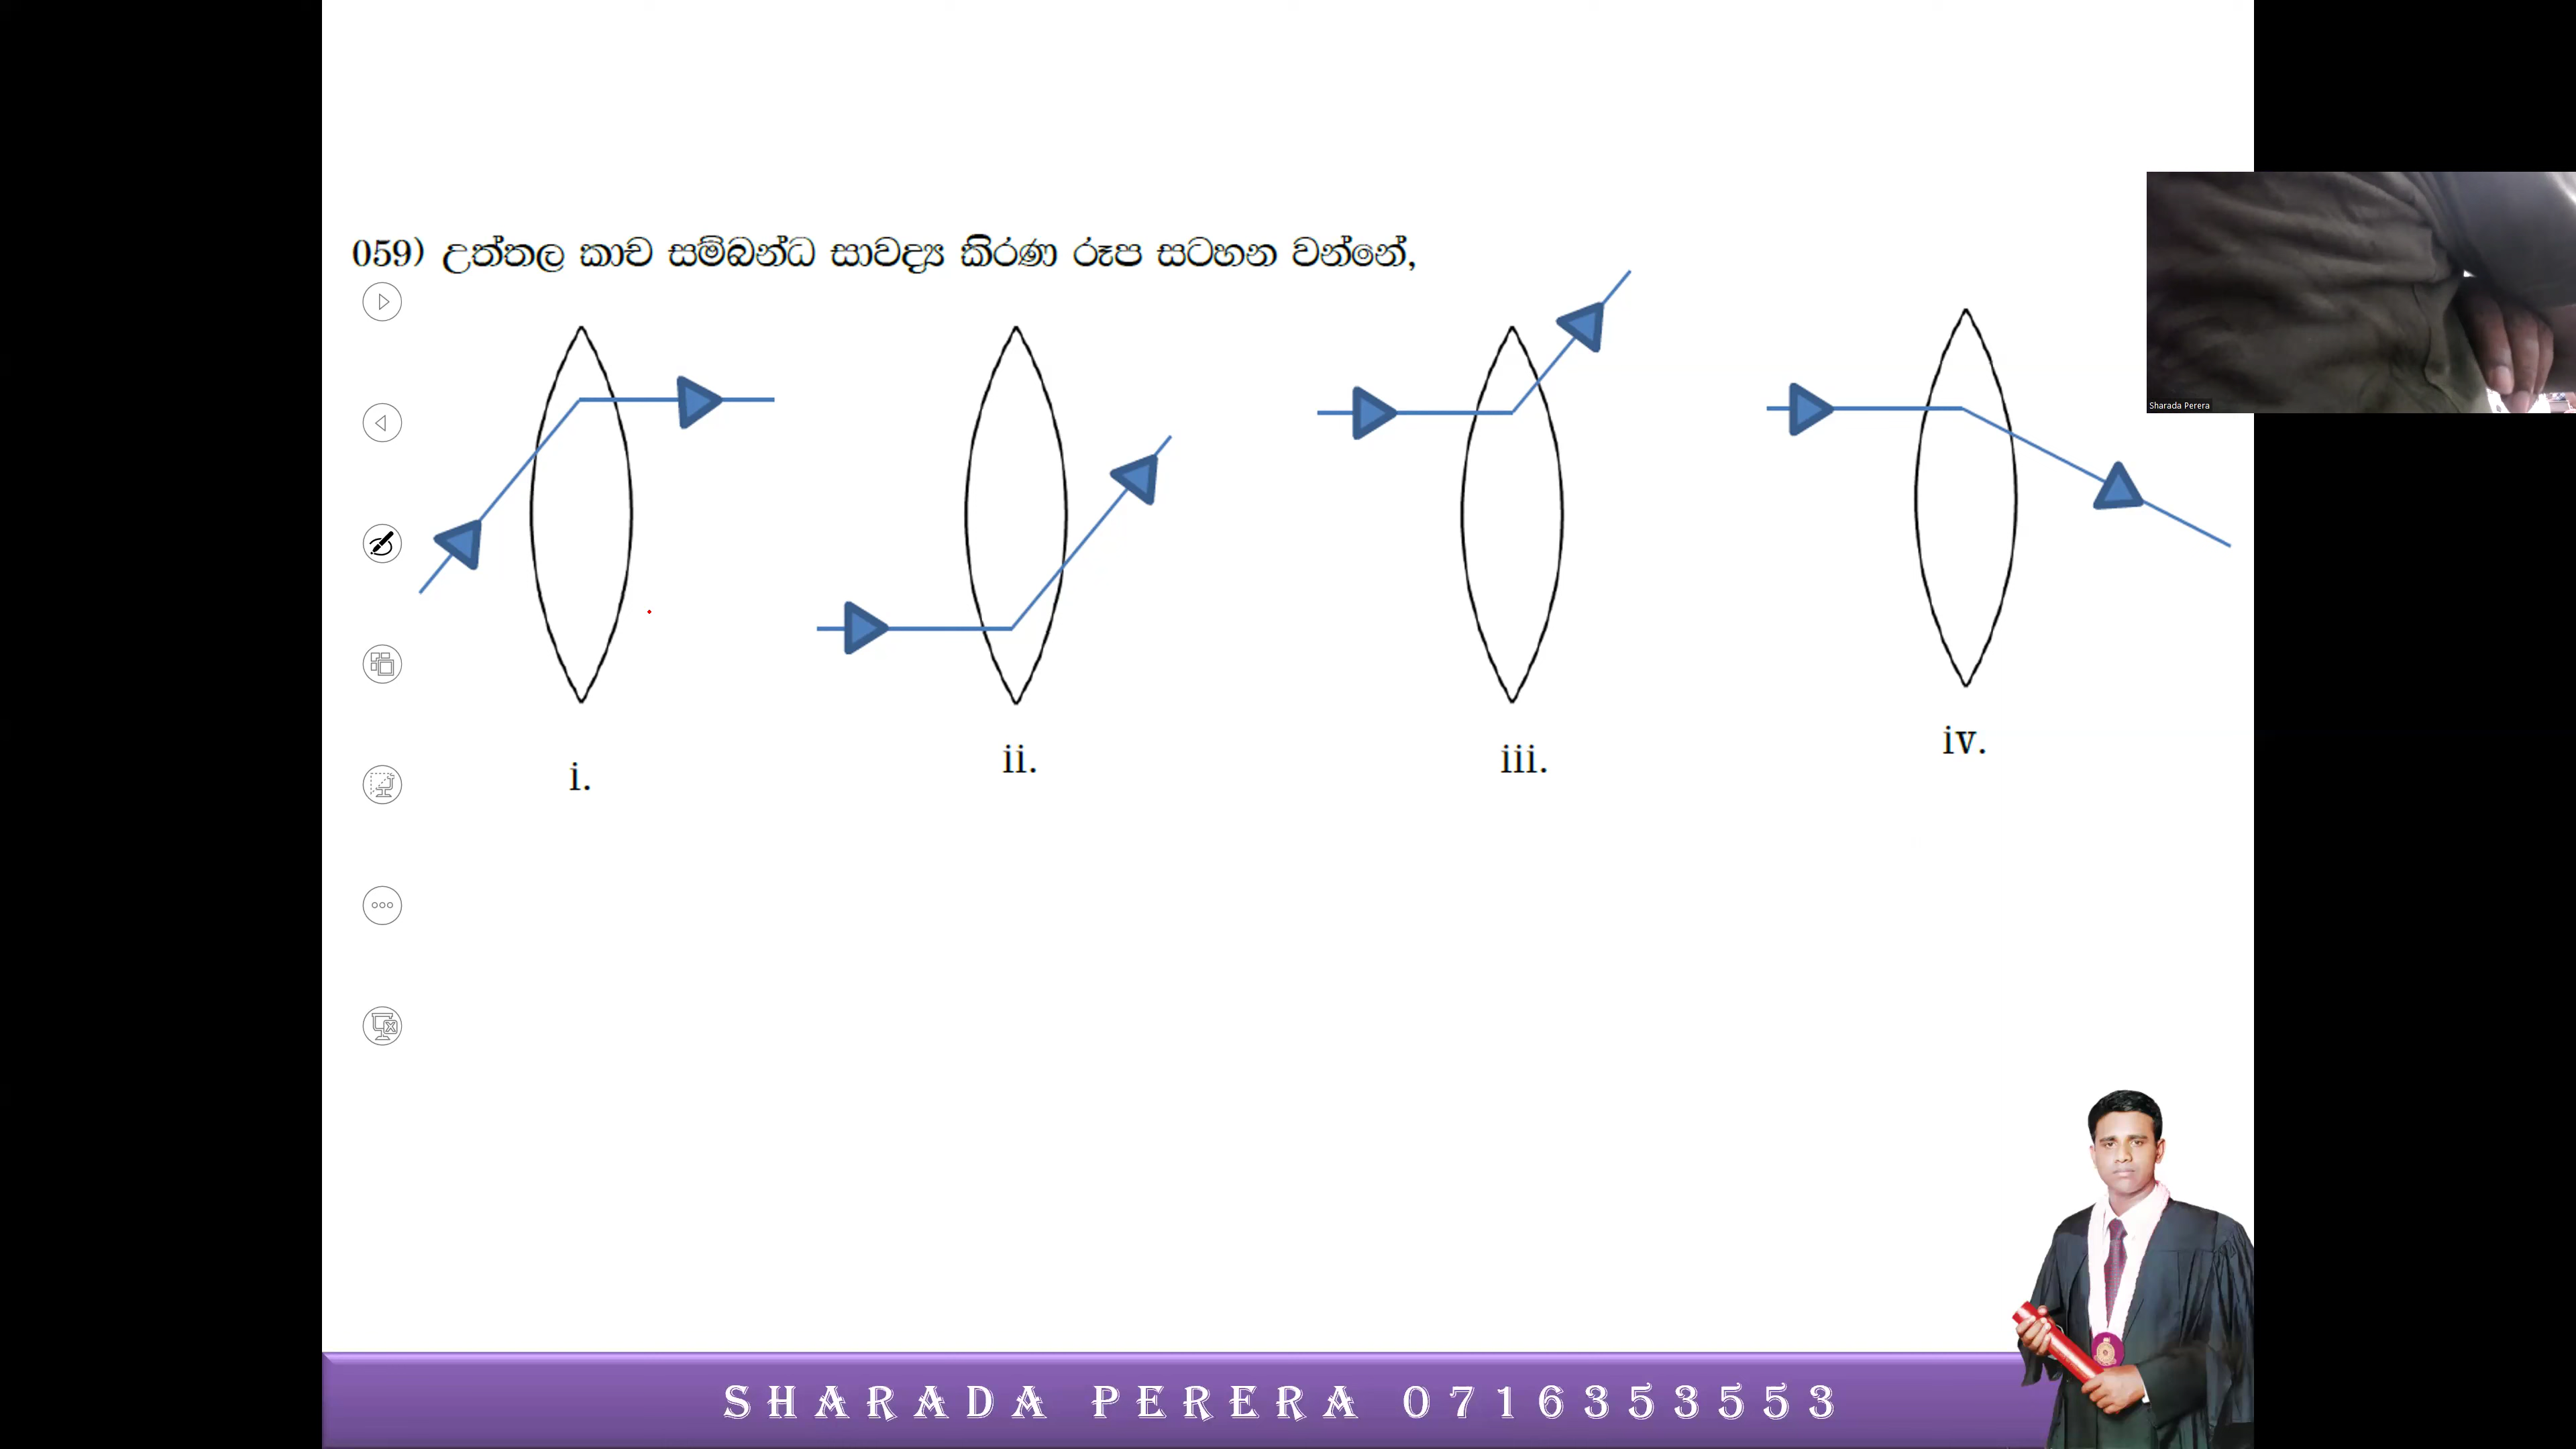 059) උත්තල කාච සම්බන්ධ සාවද්‍ය කිරණ රූප සටහන වන්නේ,
i.
ii.
iii.
iv.
Sharada Perera
SHARADA PERERA 0716353553